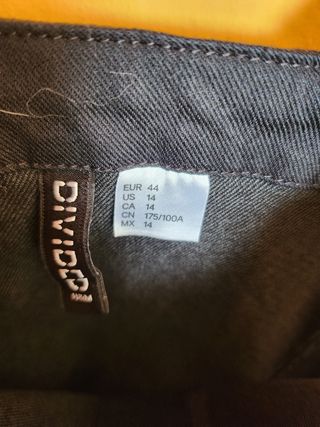 DIVIDED
H&M
EUR 44
US 14
CA 14
CN 175/100A
MX 14